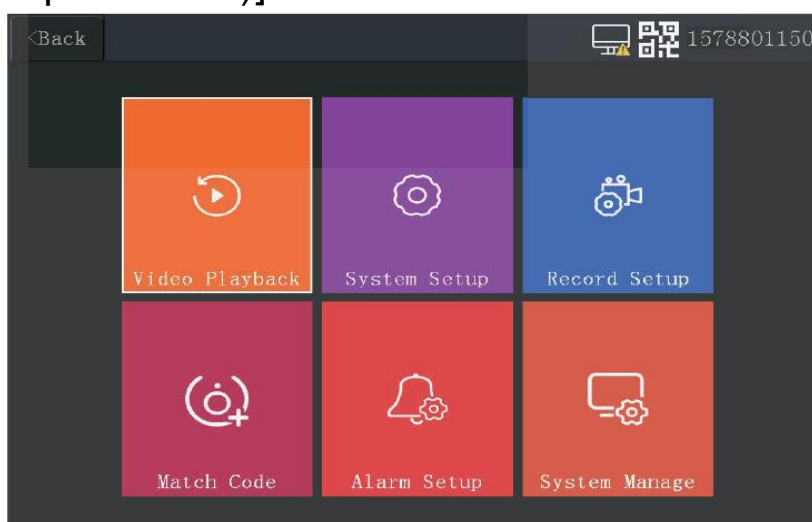 <Back
1578801150
Video Playback
System Setup
Record Setup
Match Code
Alarm Setup
System Manage